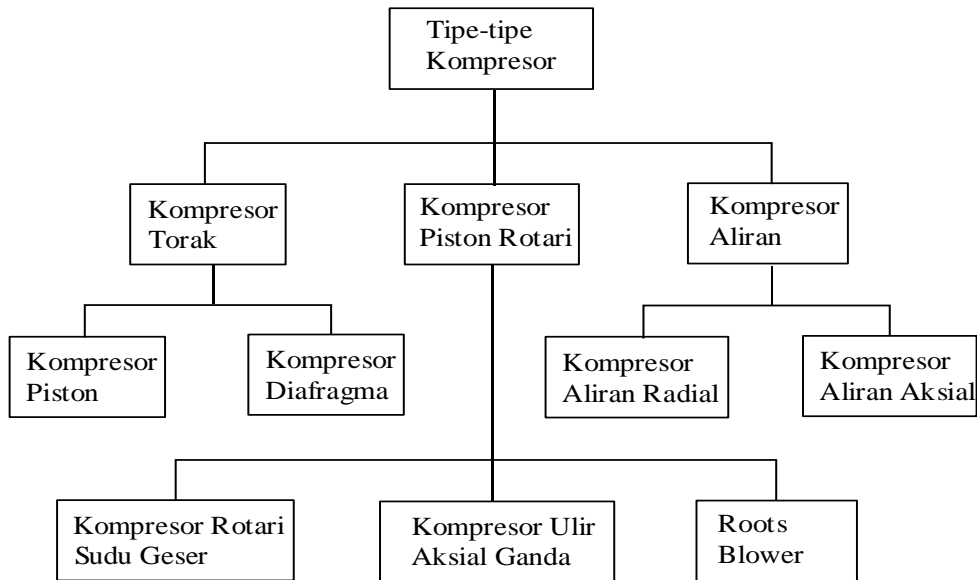 Tipe-tipe
Kompresor
Kompresor
Torak
Kompresor
Piston Rotari
Kompresor
Aliran
Kompresor
Piston
Kompresor
Diafragma
Kompresor
Aliran Radial
Kompresor
Aliran Aksial
Kompresor Rotari
Sudu Geser
Kompresor Ulir
Aksial Ganda
Roots
Blower